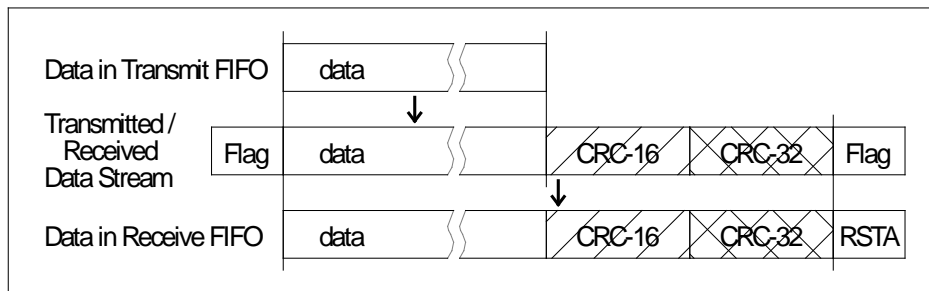 Data in Transmit FIFO data
Transmitted /
Received
Data Stream
Flag data CRC-16 CRC-32 Flag
Data in Receive FIFO data CRC-16 CRC-32 RSTA